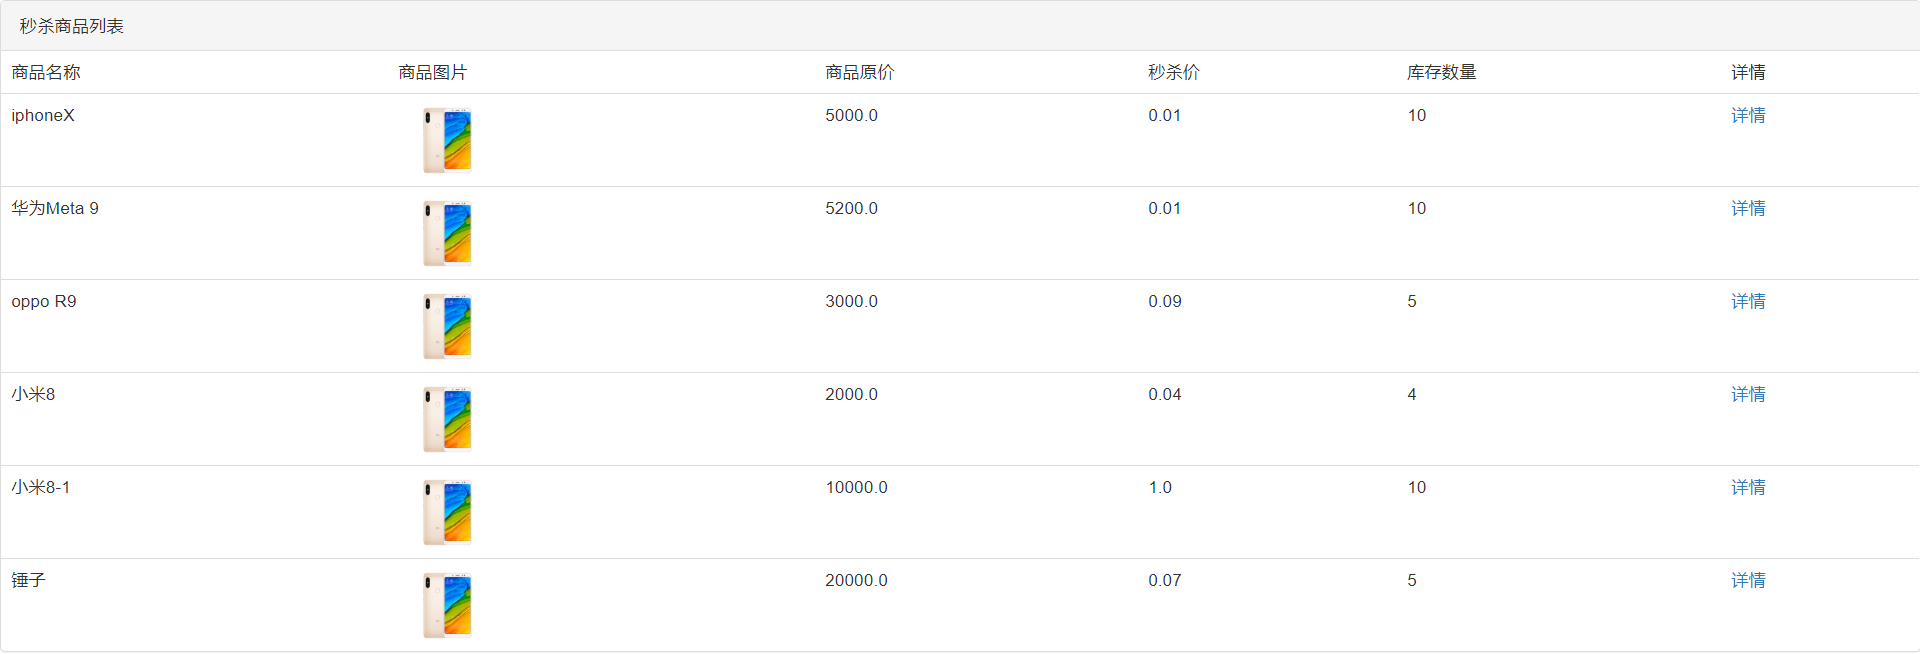 秒杀商品列表
商品名称 商品图片 商品原价 秒杀价 库存数量 详情
iphoneX 5000.0 0.01 10 详情
华为Meta 9 5200.0 0.01 10 详情
oppo R9 3000.0 0.09 5 详情
小米8 2000.0 0.04 4 详情
小米8-1 10000.0 1.0 10 详情
锤子 20000.0 0.07 5 详情